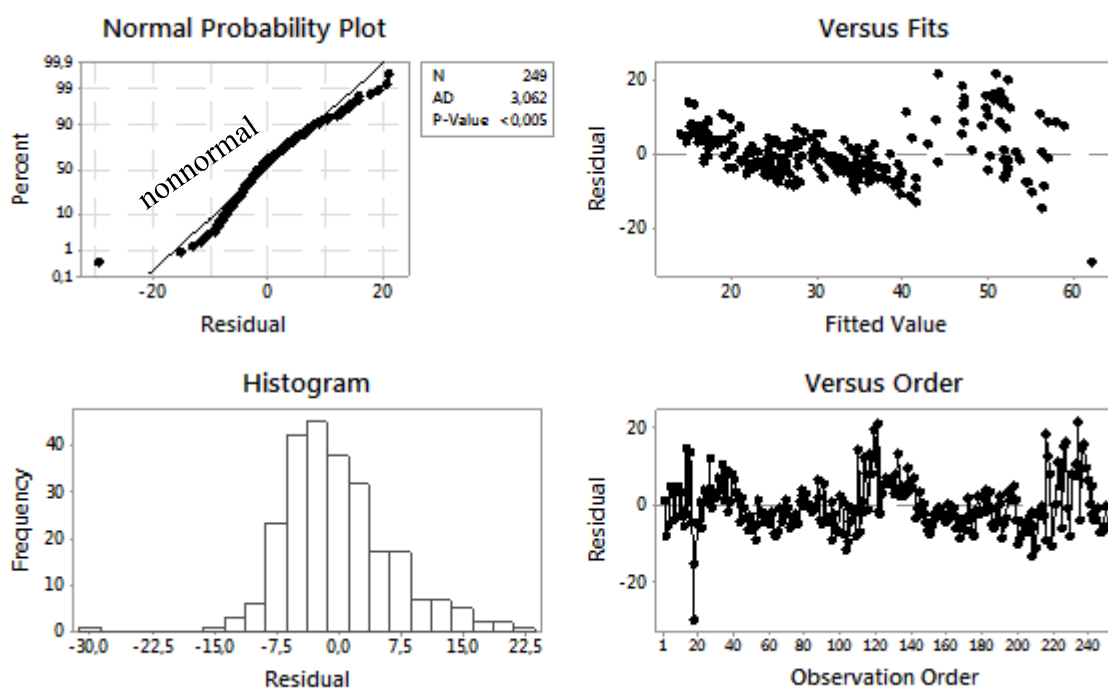 Normal Probability Plot
99,9
99
90
50
10
1
0,1
Percent
nonnormal
-20 0 20
Residual
N 249
AD 3,062
P-Value <0,005
Versus Fits
20
0
-20
Residual
20 30 40 50 60
Fitted Value
Histogram
40
30
20
10
0
Frequency
-30,0 -22,5 -15,0 -7,5 0,0 7,5 15,0 22,5
Residual
Versus Order
20
0
-20
Residual
1 20 40 60 80 100 120 140 160 180 200 220 240
Observation Order